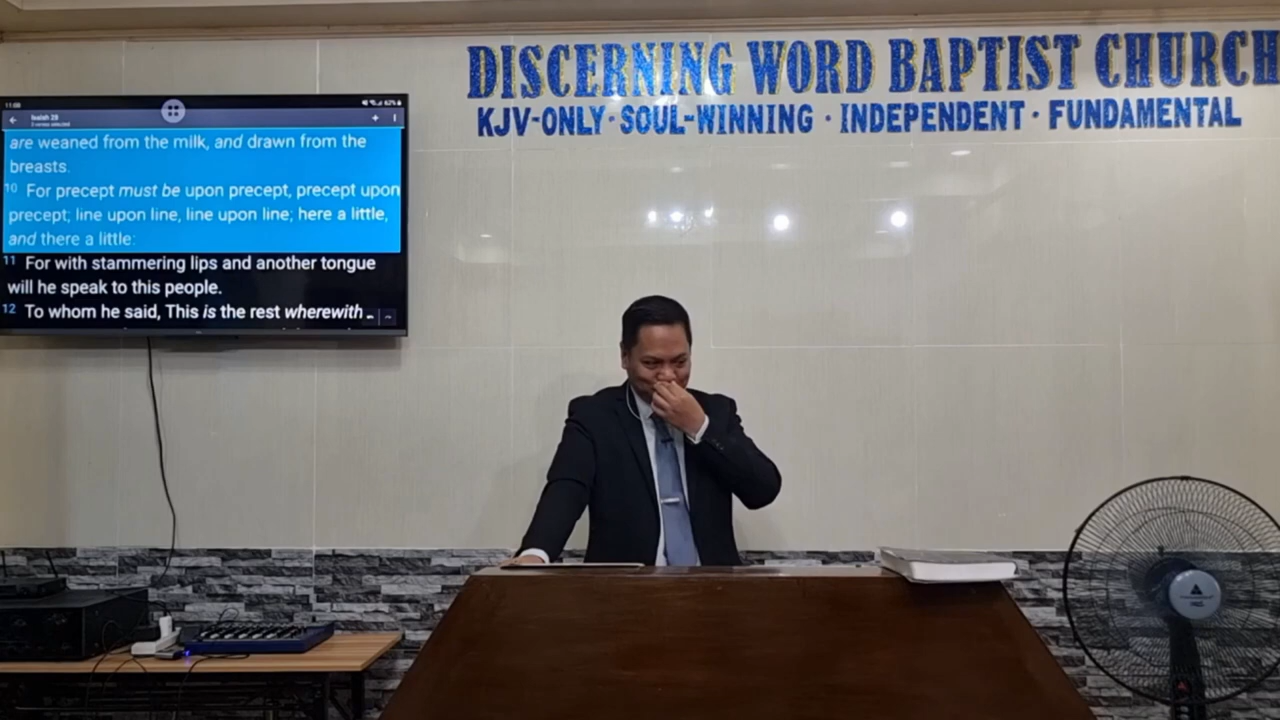 DISCERNING WORD BAPTIST CHURCH
KJV-ONLY · SOUL-WINNING · INDEPENDENT · FUNDAMENTAL
11:08
62%
Isaiah 28
are weaned from the milk, and drawn from the
breasts.
10 For precept must be upon precept, precept upon
precept; line upon line, line upon line; here a little,
and there a little:
11 For with stammering lips and another tongue
will he speak to this people.
12 To whom he said, This is the rest wherewith